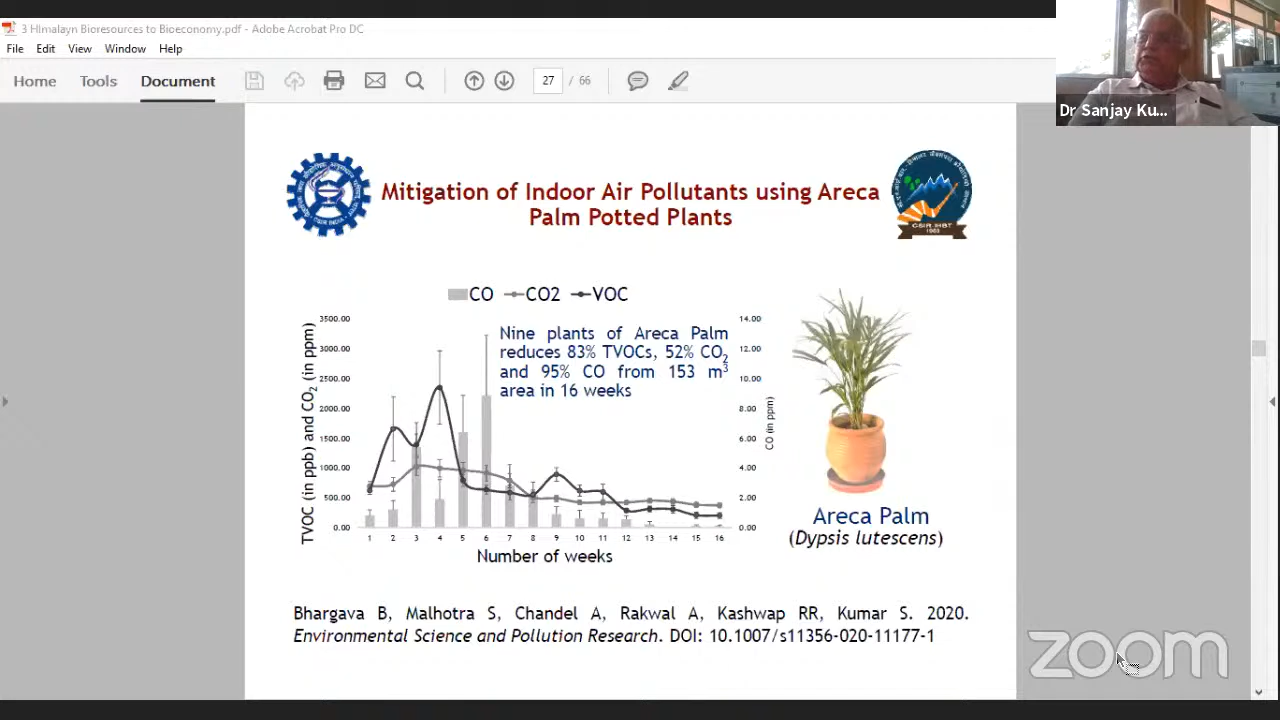 3 HImalayn Bioresources to Bioeconomy.pdf - Adobe Acrobat Pro DC
File Edit View Window Help
Home Tools Document 27 / 66
Dr Sanjay Ku...
Mitigation of Indoor Air Pollutants using Areca
Palm Potted Plants
CSIR INDIA
CSIR IHBT
1983
CO CO2 VOC
Nine plants of Areca Palm
reduces 83% TVOCs, 52% CO2
and 95% CO from 153 m3
area in 16 weeks
TVOC (in ppb) and CO2 (in ppm)
3500.00
3000.00
2500.00
2000.00
1500.00
1000.00
500.00
0.00
14.00
12.00
10.00
8.00
6.00
4.00
2.00
0.00
CO (in ppm)
1 2 3 4 5 6 7 8 9 10 11 12 13 14 15 16
Number of weeks
Areca Palm
(Dypsis lutescens)
Bhargava B, Malhotra S, Chandel A, Rakwal A, Kashwap RR, Kumar S. 2020.
Environmental Science and Pollution Research. DOI: 10.1007/s11356-020-11177-1
zoom